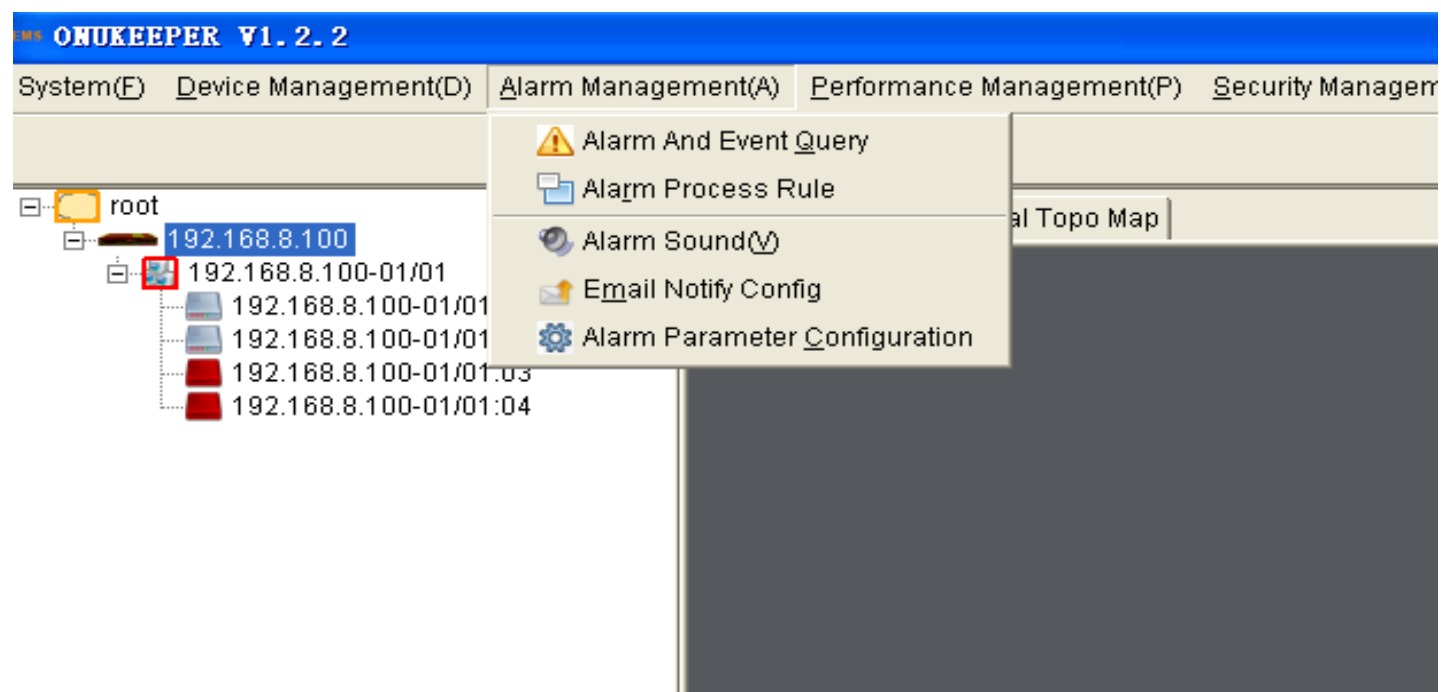 EMS ONUKEEPER V1.2.2
System(F) Device Management(D) Alarm Management(A) Performance Management(P) Security
Alarm And Event Query
Alarm Process Rule
Alarm Sound(V)
Email Notify Config
Alarm Parameter Configuration
Topo Map
root
192.168.8.100
192.168.8.100-01/01
192.168.8.100-01/01
192.168.8.100-01/01
192.168.8.100-01/01:03
192.168.8.100-01/01:04